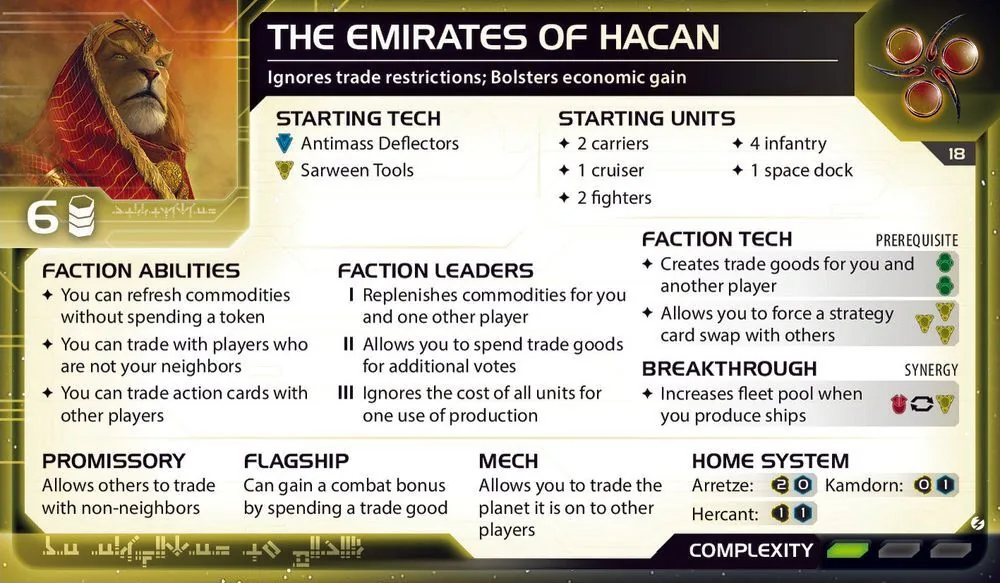 THE EMIRATES OF HACAN
Ignores trade restrictions; Bolsters economic gain
18
6
STARTING TECH
Antimass Deflectors
Sarween Tools
STARTING UNITS
2 carriers
1 cruiser
2 fighters
4 infantry
1 space dock
FACTION ABILITIES
You can refresh commodities
without spending a token
You can trade with players who
are not your neighbors
You can trade action cards with
other players
FACTION LEADERS
I Replenishes commodities for you
and one other player
II Allows you to spend trade goods
for additional votes
III Ignores the cost of all units for
one use of production
FACTION TECH PREREQUISITE
Creates trade goods for you and
another player
Allows you to force a strategy
card swap with others
BREAKTHROUGH SYNERGY
Increases fleet pool when
you produce ships
PROMISSORY
Allows others to trade
with non-neighbors
FLAGSHIP
Can gain a combat bonus
by spending a trade good
MECH
Allows you to trade the
planet it is on to other
players
HOME SYSTEM
Arretze: 2 0 Kamdorn: 0 1
Hercant: 1 1
COMPLEXITY